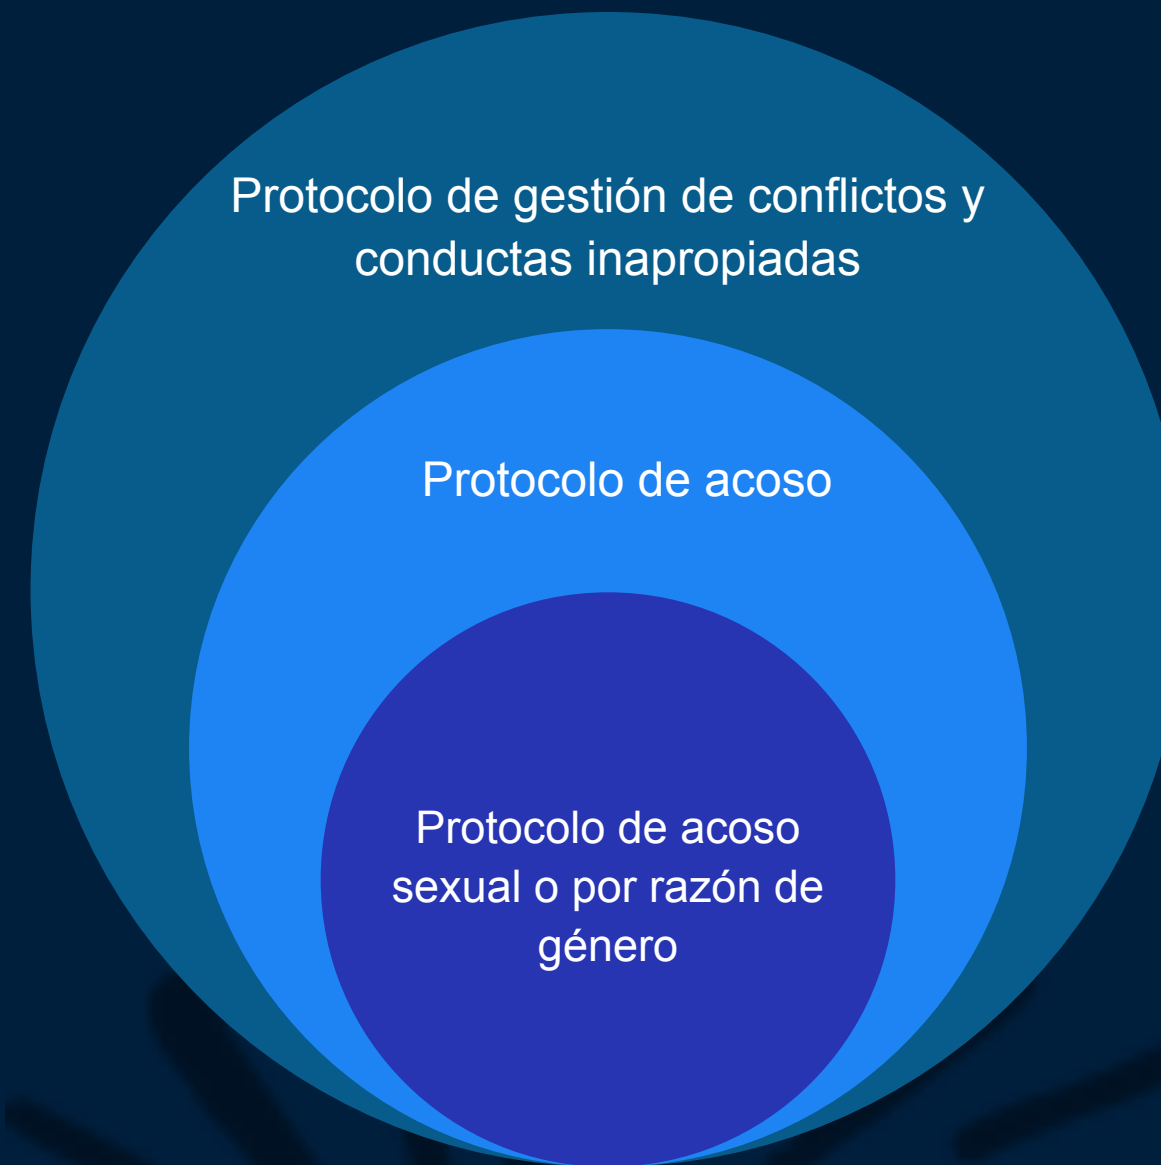 Protocolo de gestión de conflictos y
conductas inapropiadas
Protocolo de acoso
Protocolo de acoso
sexual o por razón de
género